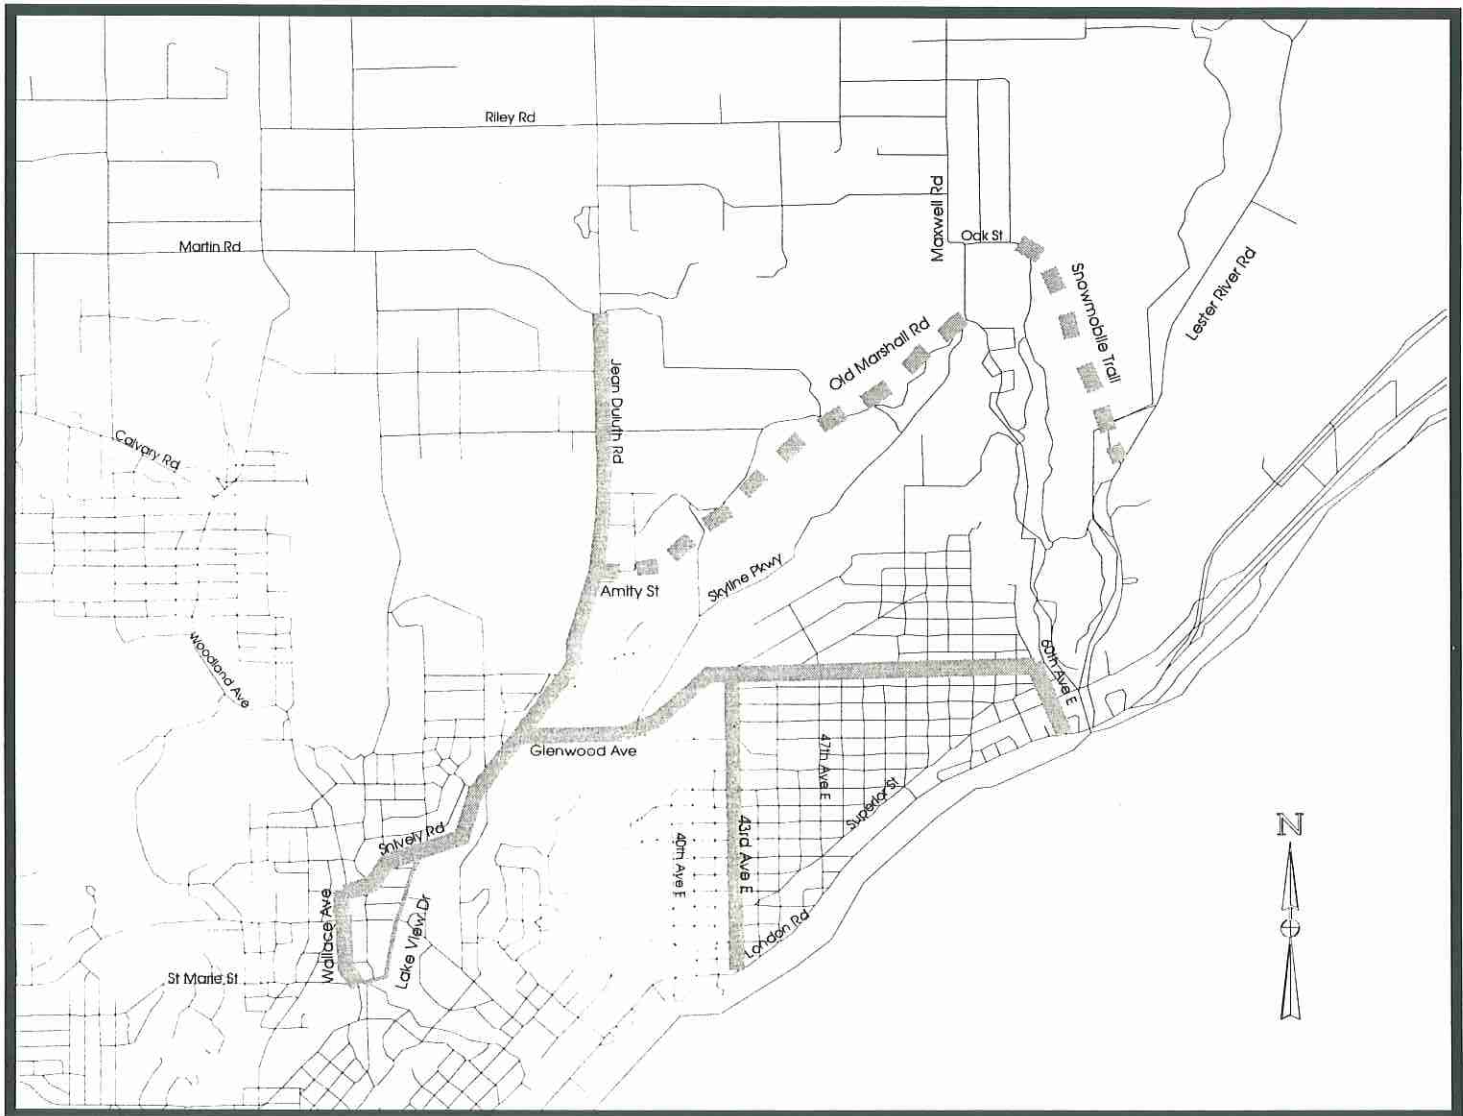 Riley Rd
Maxwell Rd
Oak St
Martin Rd
Snowmobile Trail
Lester River Rd
Old Marshall Rd
Jean Duluth Rd
Calvary Rd
Skyline Pkwy
Amity St
Woodland Ave
60th Ave E
Glenwood Ave
47th Ave E
Superior St
Snively Rd
43rd Ave E
40th Ave E
N
Wallace Ave
Lake View Dr
London Rd
St Marie St